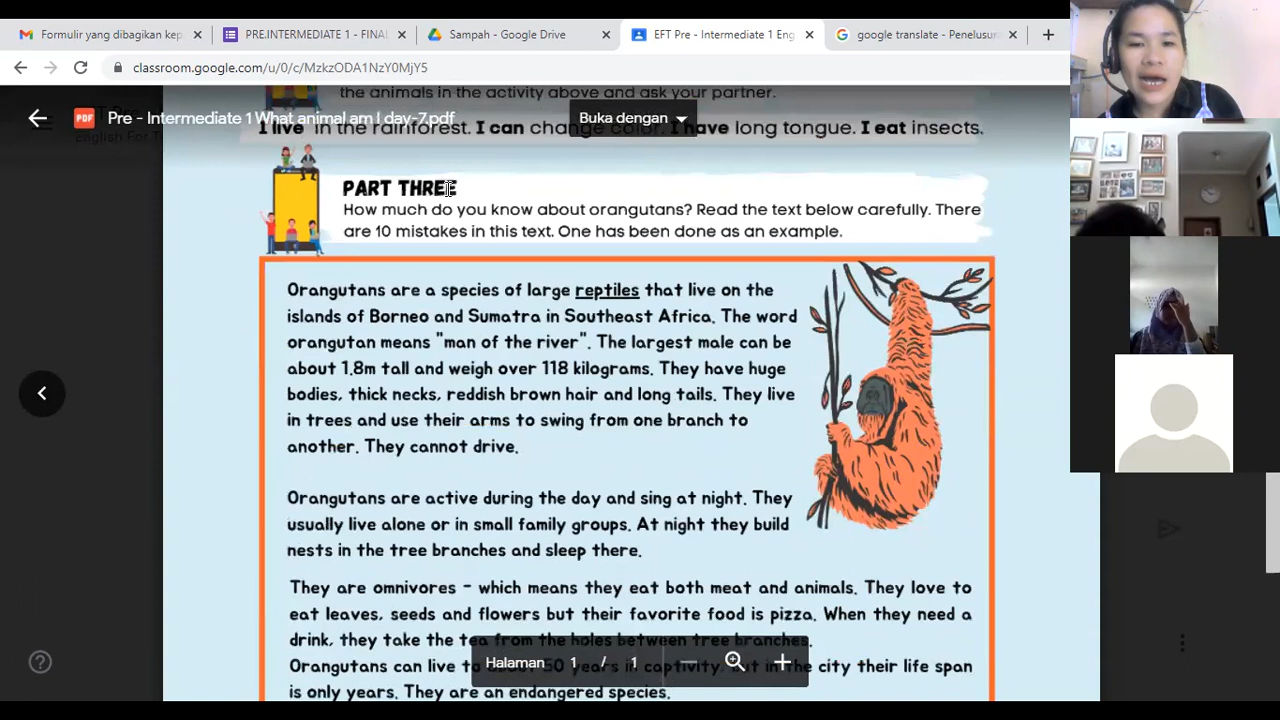 Formulir yang dibagikan kep
PRE.INTERMEDIATE 1 - FINAL
Sampah - Google Drive
EFT Pre - Intermediate 1 Eng
google translate - Penelusur
classroom.google.com/u/0/c/MzkzODA1NzY0MjY5
the animals in the activity above and ask your partner.
PDF
Pre - Intermediate 1 What animal am I day-7.pdf
Buka dengan
I live in the rainforest. I can change color. I have long tongue. I eat insects.
PART THREE
How much do you know about orangutans? Read the text below carefully. There
are 10 mistakes in this text. One has been done as an example.
Orangutans are a species of large reptiles that live on the
islands of Borneo and Sumatra in Southeast Africa. The word
orangutan means "man of the river". The largest male can be
about 1.8m tall and weigh over 118 kilograms. They have huge
bodies, thick necks, reddish brown hair and long tails. They live
in trees and use their arms to swing from one branch to
another. They cannot drive.
Orangutans are active during the day and sing at night. They
usually live alone or in small family groups. At night they build
nests in the tree branches and sleep there.
They are omnivores - which means they eat both meat and animals. They love to
eat leaves, seeds and flowers but their favorite food is pizza. When they need a
drink, they take the tea from the holes between tree branches.
Orangutans can live to about 50 years in captivity. But in the city their life span
is only years. They are an endangered species.
Halaman 1 / 1